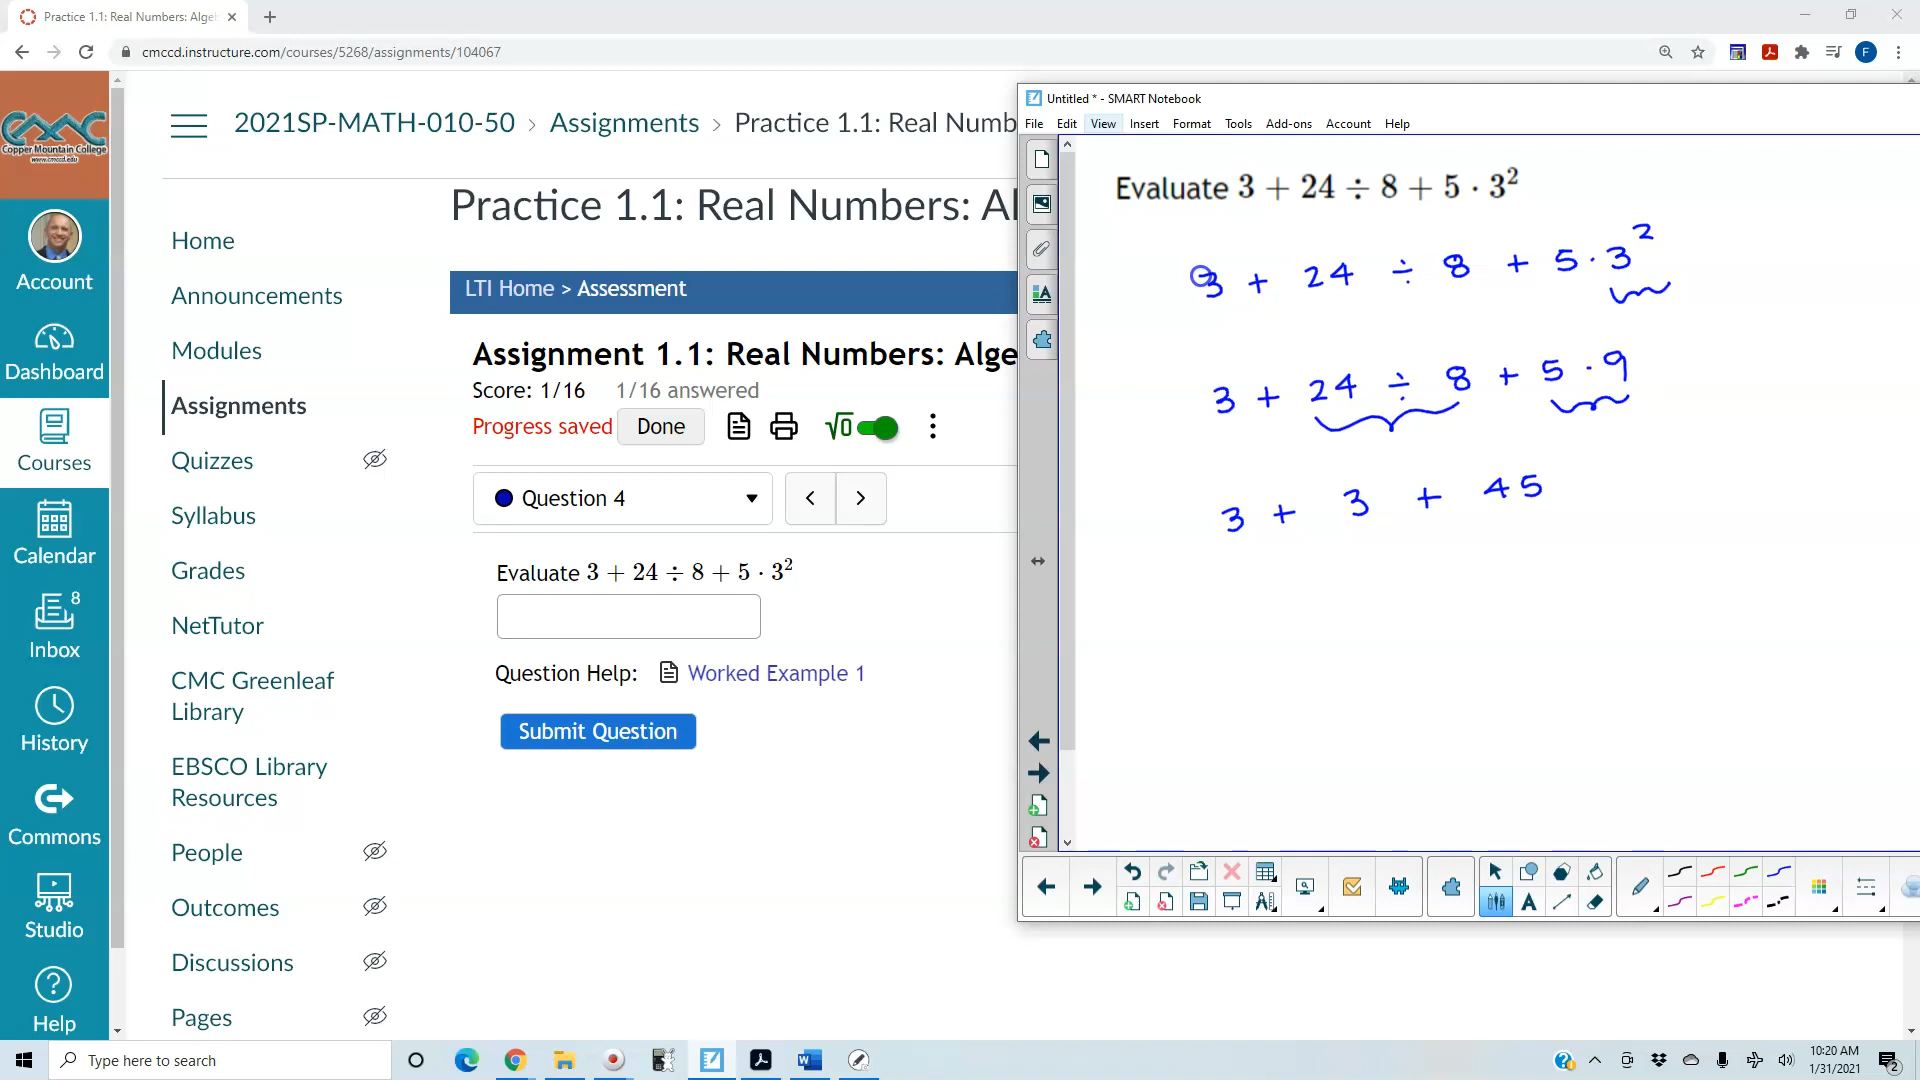 Practice 1.1: Real Numbers: Alge
cmccd.instructure.com/courses/5268/assignments/104067
F
CMC
Copper Mountain College
www.cmccd.edu
Account
Dashboard
Courses
Calendar
8
Inbox
History
Commons
Studio
Help
2021SP-MATH-010-50 > Assignments > Practice 1.1: Real Numb
Home
Announcements
Modules
Assignments
Quizzes
Syllabus
Grades
NetTutor
CMC Greenleaf
Library
EBSCO Library
Resources
People
Outcomes
Discussions
Pages
Practice 1.1: Real Numbers: Al
LTI Home > Assessment
Assignment 1.1: Real Numbers: Alge
Score: 1/16 1/16 answered
Progress saved Done √0
Question 4 < >
Evaluate 3 + 24 ÷ 8 + 5 · 3²
Question Help: Worked Example 1
Submit Question
Untitled * - SMART Notebook
File Edit View Insert Format Tools Add-ons Account Help
Evaluate 3 + 24 ÷ 8 + 5 · 3²
3 + 24 ÷ 8 + 5 · 3²
3 + 24 ÷ 8 + 5 · 9
3 + 3 + 45
Type here to search
10:20 AM
1/31/2021
2